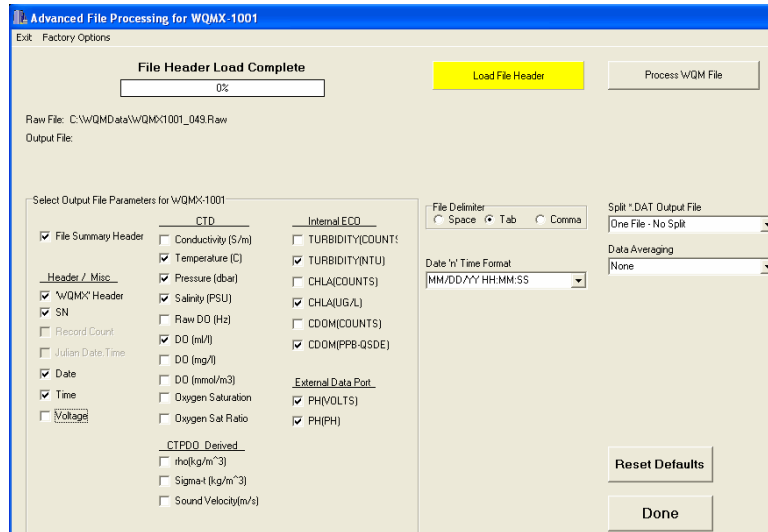 Advanced File Processing for WQMX-1001
Exit Factory Options
File Header Load Complete
0%
Load File Header
Process WQM File
Raw File: C:\WQMData\WQMX1001_049.Raw
Output File:
Select Output File Parameters for WQMX-1001
File Summary Header
Header / Misc
'WQMX' Header
SN
Record Count
Julian Date.Time
Date
Time
Voltage
CTD
Conductivity (S/m)
Temperature (C)
Pressure (dbar)
Salinity (PSU)
Raw DO (Hz)
DO (ml/l)
DO (mg/l)
DO (mmol/m3)
Oxygen Saturation
Oxygen Sat Ratio
CTPDO Derived
rho(kg/m^3)
Sigma-t (kg/m^3)
Sound Velocity(m/s)
Internal ECO
TURBIDITY(COUNTS
TURBIDITY(NTU)
CHLA(COUNTS)
CHLA(UG/L)
CDOM(COUNTS)
CDOM(PPB-QSDE)
External Data Port
PH(VOLTS)
PH(PH)
File Delimiter
Space Tab Comma
Date 'n' Time Format
MM/DD/YY HH:MM:SS
Split *.DAT Output File
One File - No Split
Data Averaging
None
Reset Defaults
Done